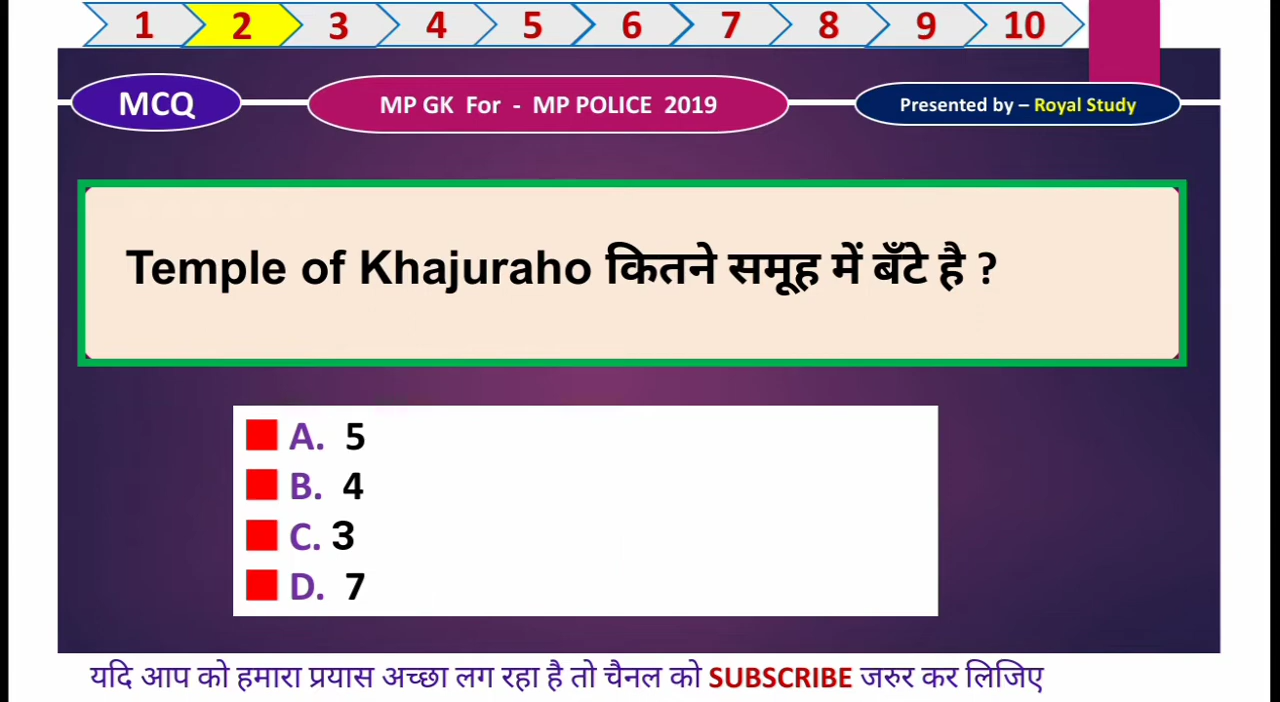 1 2 3 4 5 6 7 8 9 10
MCQ
MP GK For - MP POLICE 2019
Presented by – Royal Study
Temple of Khajuraho कितने समूह में बँटे है ?
A. 5
B. 4
C. 3
D. 7
यदि आप को हमारा प्रयास अच्छा लग रहा है तो चैनल को SUBSCRIBE जरुर कर लिजिए